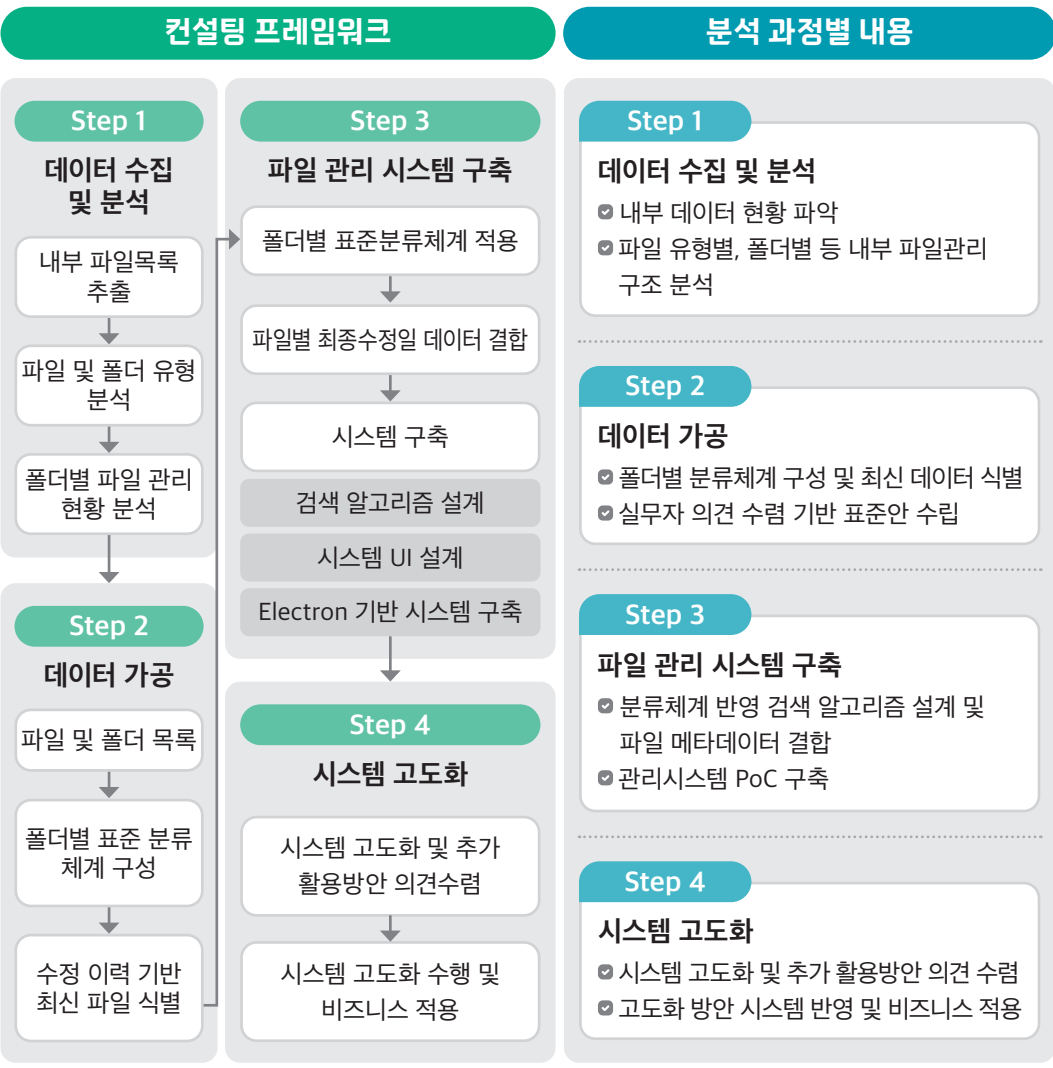 컨설팅 프레임워크
Step 1
데이터 수집
및 분석
내부 파일목록
추출
파일 및 폴더 유형
분석
폴더별 파일 관리
현황 분석
Step 2
데이터 가공
파일 및 폴더 목록
폴더별 표준 분류
체계 구성
수정 이력 기반
최신 파일 식별
Step 3
파일 관리 시스템 구축
폴더별 표준분류체계 적용
파일별 최종수정일 데이터 결합
시스템 구축
검색 알고리즘 설계
시스템 UI 설계
Electron 기반 시스템 구축
Step 4
시스템 고도화
시스템 고도화 및 추가
활용방안 의견수렴
시스템 고도화 수행 및
비즈니스 적용
분석 과정별 내용
Step 1
데이터 수집 및 분석
내부 데이터 현황 파악
파일 유형별, 폴더별 등 내부 파일관리
구조 분석
Step 2
데이터 가공
폴더별 분류체계 구성 및 최신 데이터 식별
실무자 의견 수렴 기반 표준안 수립
Step 3
파일 관리 시스템 구축
분류체계 반영 검색 알고리즘 설계 및
파일 메타데이터 결합
관리시스템 PoC 구축
Step 4
시스템 고도화
시스템 고도화 및 추가 활용방안 의견 수렴
고도화 방안 시스템 반영 및 비즈니스 적용